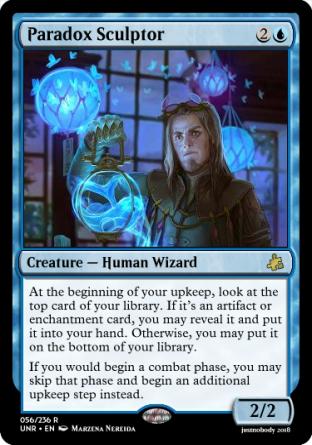 Paradox Sculptor 2
Creature — Human Wizard
At the beginning of your upkeep, look at the
top card of your library. If it's an artifact or
enchantment card, you may reveal it and put
it into your hand. Otherwise, you may put it
on the bottom of your library.
If you would begin a combat phase, you may
skip that phase and begin an additional
upkeep step instead.
2/2
056/236 R
UNR • EN Marzena Nereida
justnobody 2018